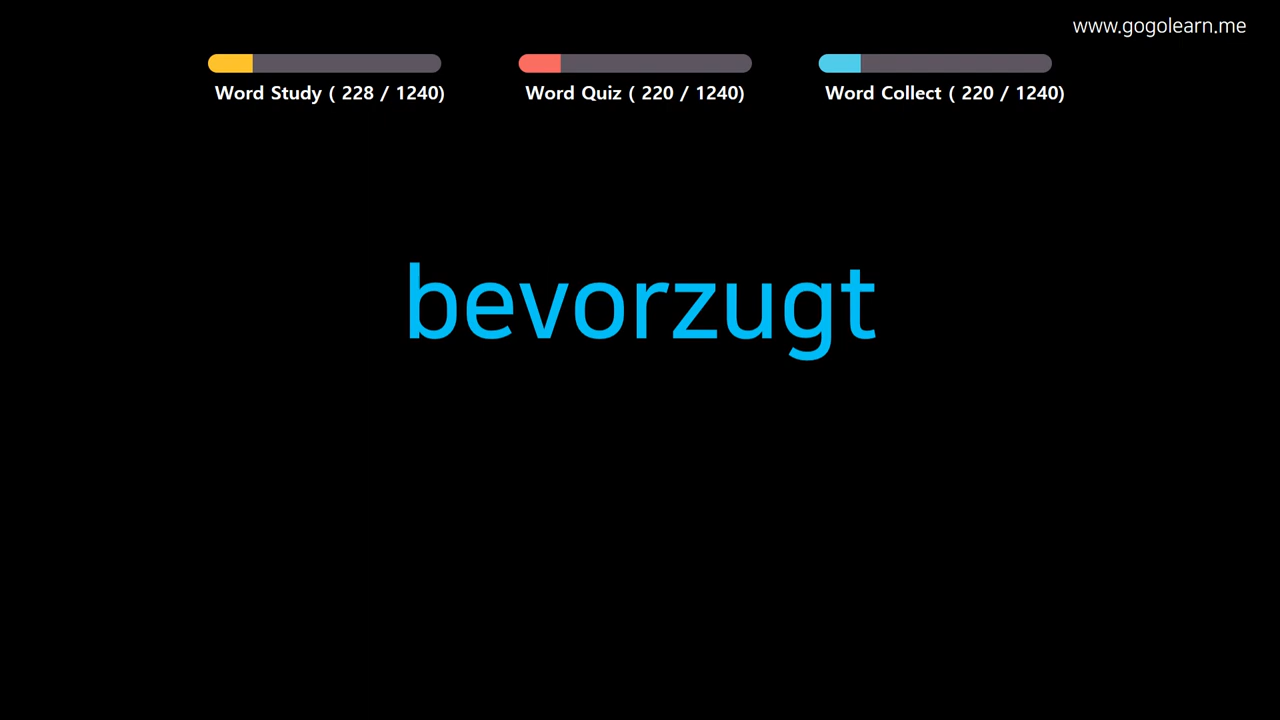 www.gogolearn.me
Word Study ( 228 / 1240)
Word Quiz ( 220 / 1240)
Word Collect ( 220 / 1240)
bevorzugt